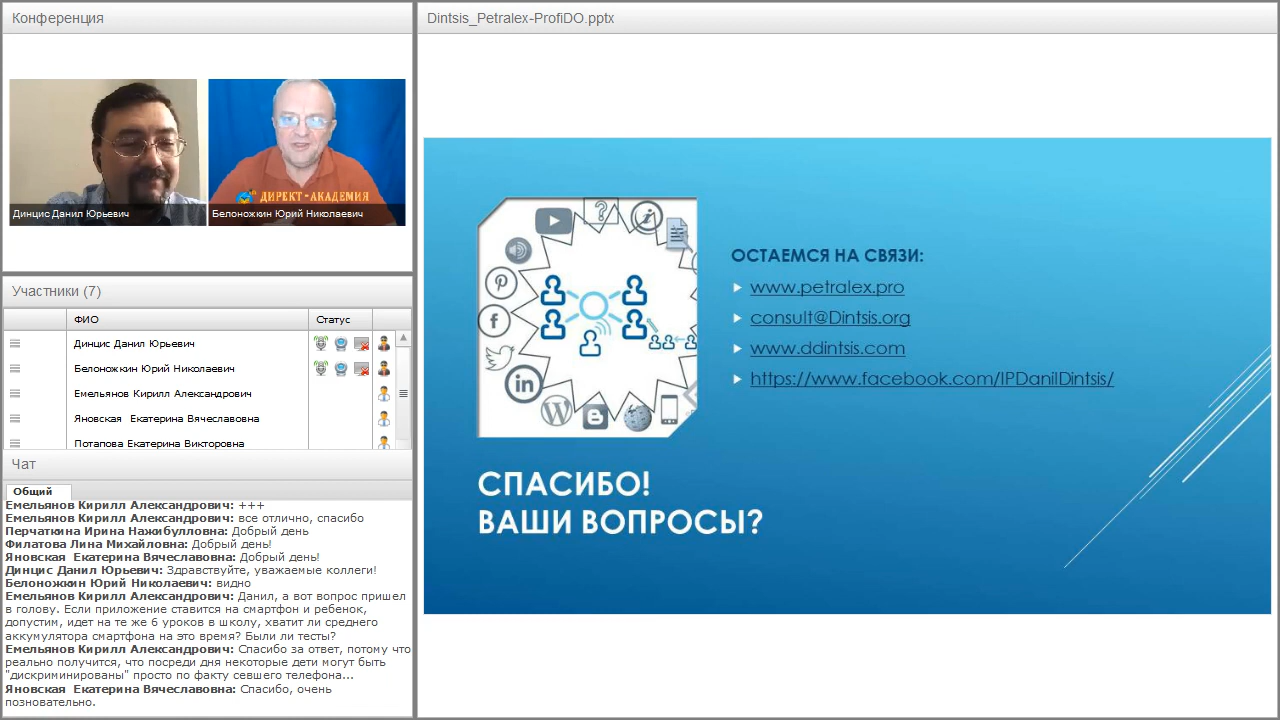 Конференция
Динцис Данил Юрьевич
ДИРЕКТ-АКАДЕМИЯ
Белоножкин Юрий Николаевич
Участники (7)
ФИО
Статус
Динцис Данил Юрьевич
Белоножкин Юрий Николаевич
Емельянов Кирилл Александрович
Яновская Екатерина Вячеславовна
Потапова Екатерина Викторовна
Чат
Общий
Емельянов Кирилл Александрович: +++
Емельянов Кирилл Александрович: все отлично, спасибо
Перчаткина Ирина Нажибулловна: Добрый день
Филатова Лина Михайловна: Добрый день!
Яновская Екатерина Вячеславовна: Добрый день!
Динцис Данил Юрьевич: Здравствуйте, уважаемые коллеги!
Белоножкин Юрий Николаевич: видно
Емельянов Кирилл Александрович: Данил, а вот вопрос пришел
в голову. Если приложение ставится на смартфон и ребенок,
допустим, идет на те же 6 уроков в школу, хватит ли среднего
аккумулятора смартфона на это время? Были ли тесты?
Емельянов Кирилл Александрович: Спасибо за ответ, потому что
реально получится, что посреди дня некоторые дети могут быть
"дискриминированы" просто по факту севшего телефона...
Яновская Екатерина Вячеславовна: Спасибо, очень
позновательно.
Dintsis_Petralex-ProfiDO.pptx
ОСТАЕМСЯ НА СВЯЗИ:
www.petralex.pro
consult@Dintsis.org
www.ddintsis.com
https://www.facebook.com/IPDanilDintsis/
СПАСИБО!
ВАШИ ВОПРОСЫ?